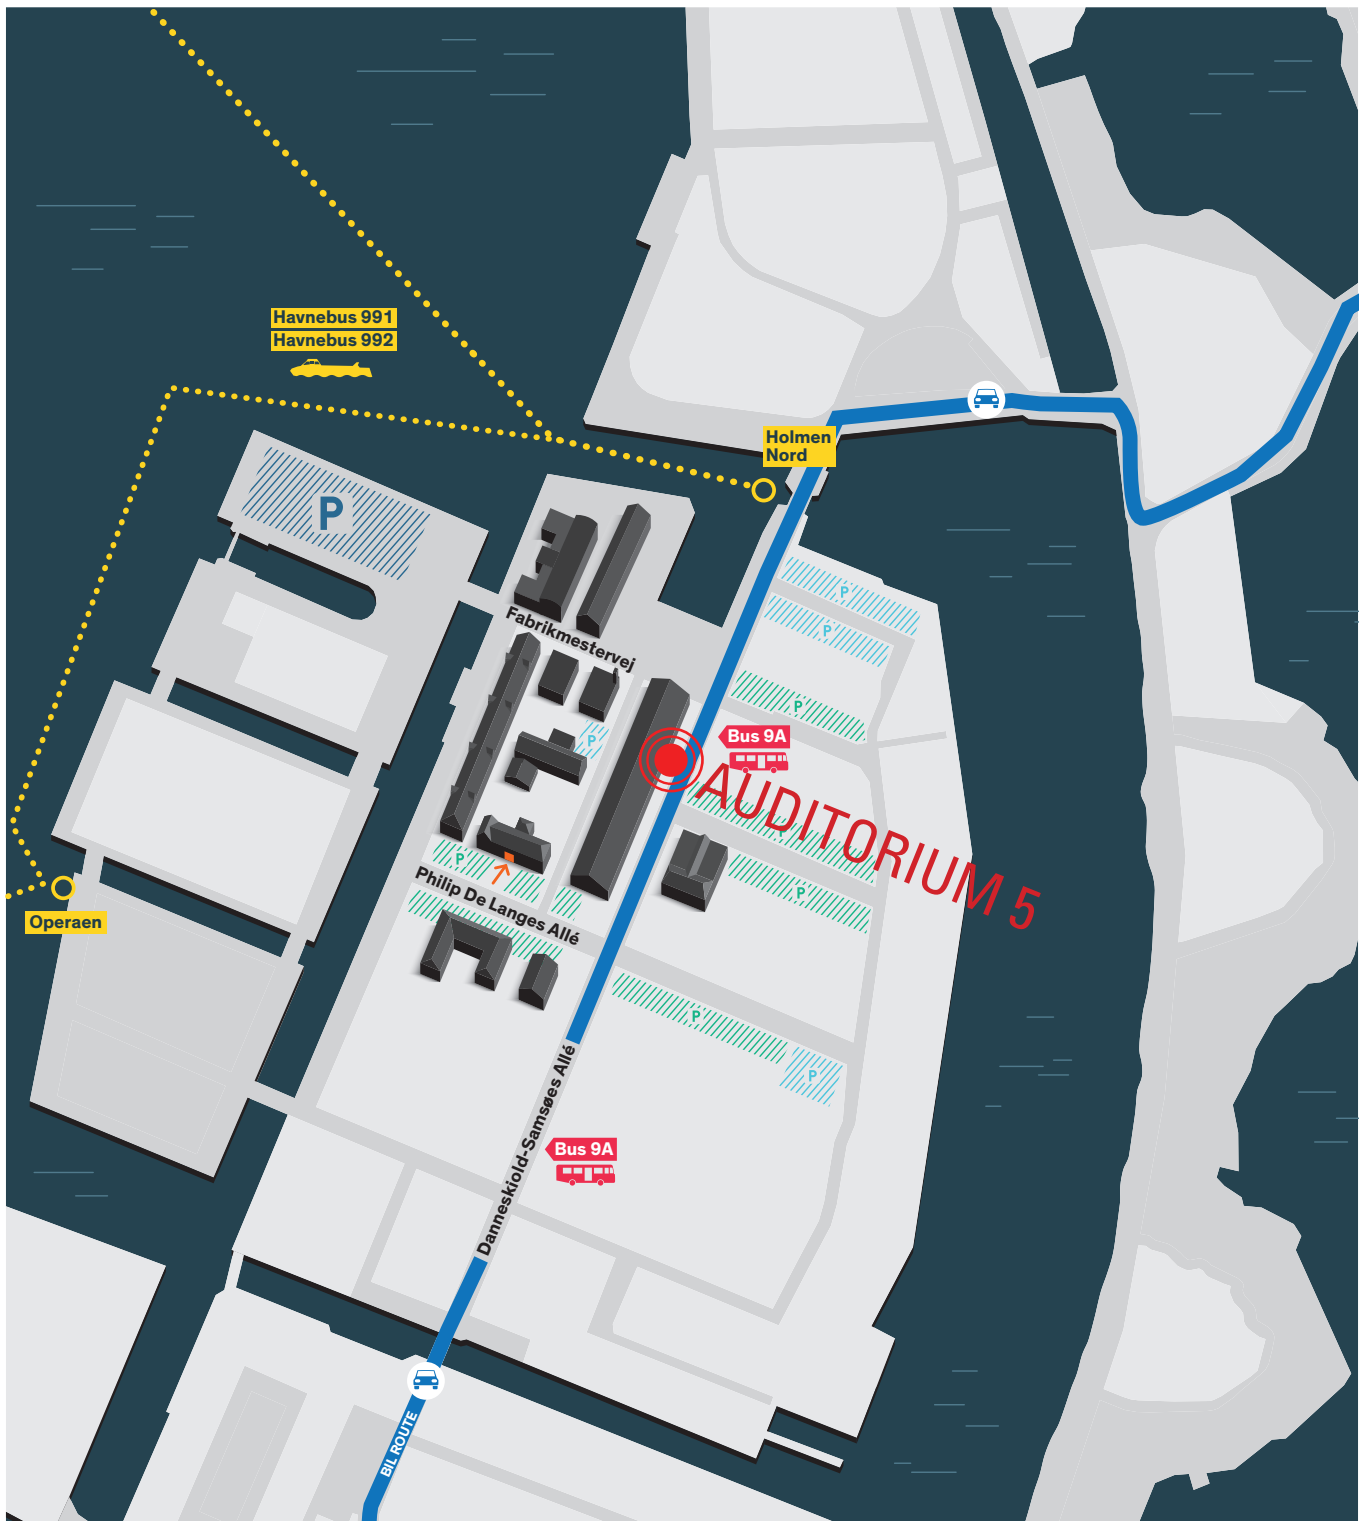 Havnebus 991
Havnebus 992
Holmen
Nord
P
P
P
Fabrikmestervej
P
Bus 9A
P
AUDITORIUM 5
P
P
Philip De Langes Allé
Operaen
P
P
Danneskiold-Samsøes Allé
Bus 9A
BIL ROUTE